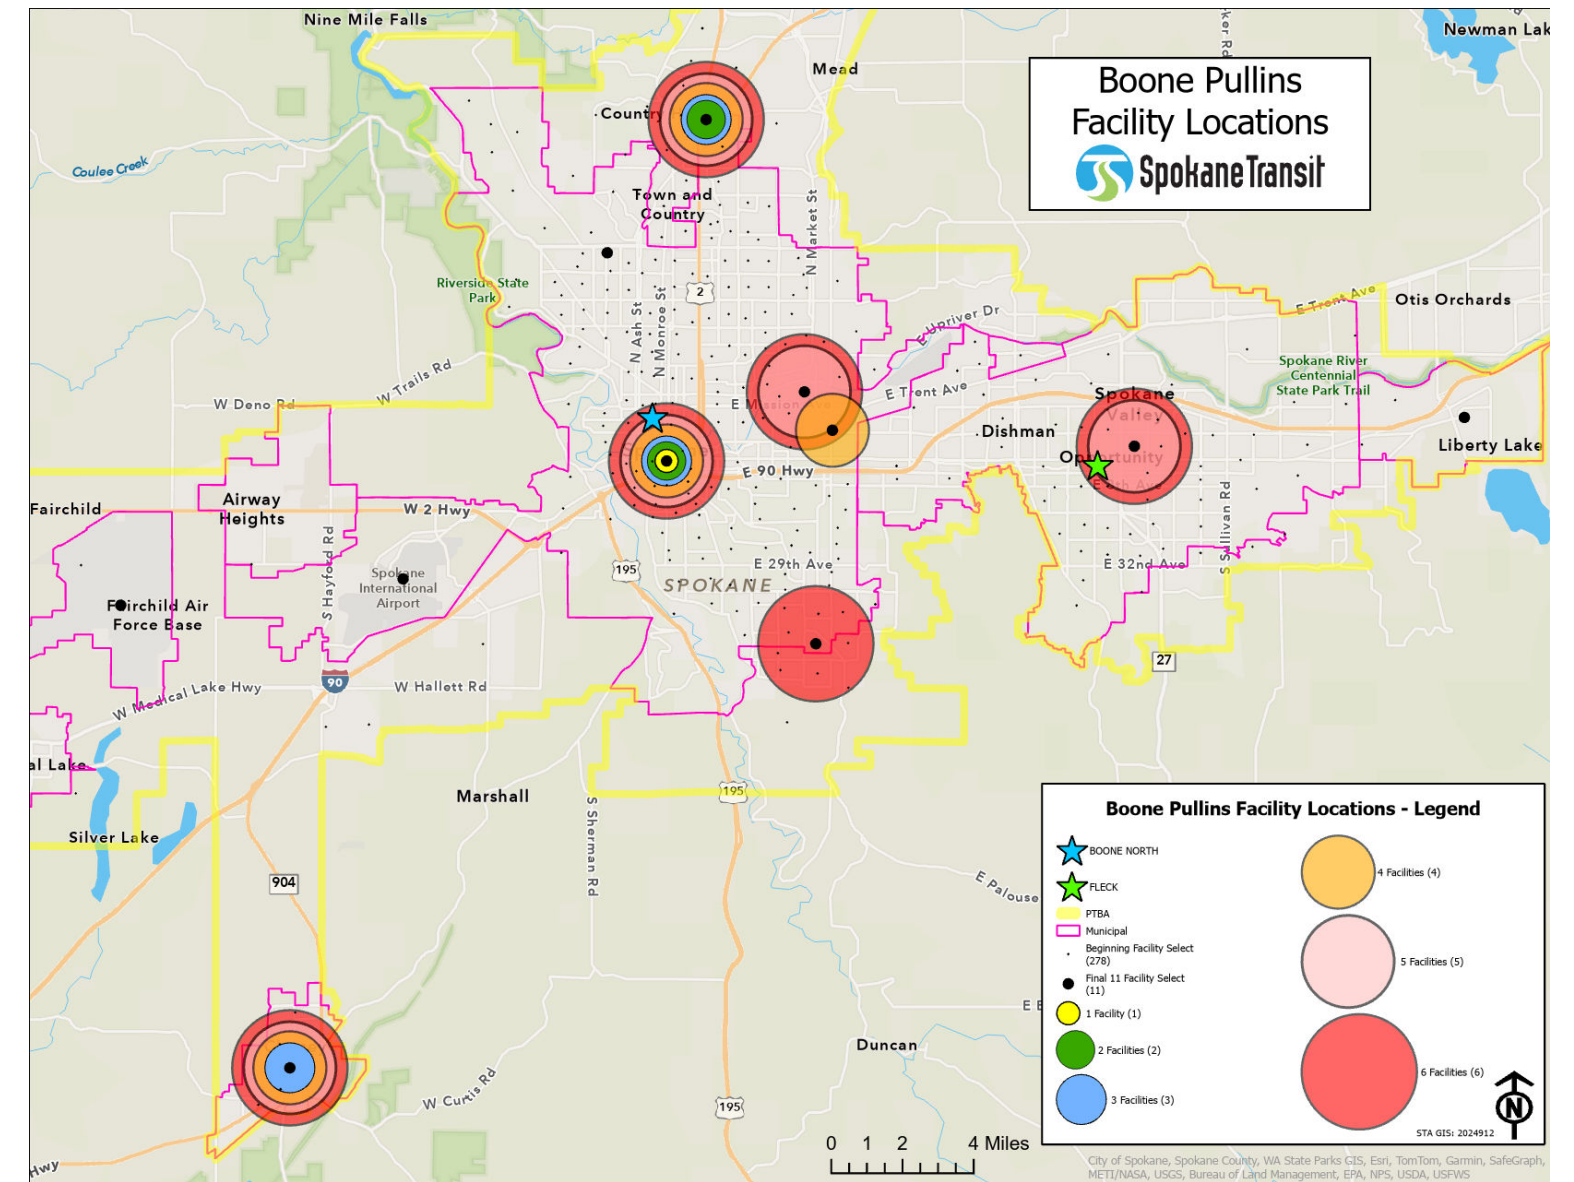 Nine Mile Falls
Newman Lak
Mead
Boone Pullins
Facility Locations
SpokaneTransit
Country
Coulee Creek
Town and
Country
N Market St
Riverside State
Park
2
N Ash St
N Monroe St
E Upriver Dr
E Trent Ave
Otis Orchards
Spokane River
Centennial
State Park Trail
W Trails Rd
W Deno Rd
E Trent Ave
Spokane
Valley
Dishman
Opportunity
Liberty Lake
E 90 Hwy
Fairchild
Airway
Heights
W 2 Hwy
S Hayford Rd
S Sullivan Rd
Spokane
International
Airport
195
E 29th Ave
E 32nd Ave
SPOKANE
Fairchild Air
Force Base
27
90
W Hallett Rd
W Medical Lake Hwy
al Lake
195
Marshall
S Sherman Rd
Silver Lake
904
E Palouse
Duncan
W Curtis Rd
195
Hwy
0 1 2 4 Miles
Boone Pullins Facility Locations - Legend
BOONE NORTH
FLECK
PTBA
Municipal
Beginning Facility Select
(278)
Final 11 Facility Select
(11)
1 Facility (1)
2 Facilities (2)
3 Facilities (3)
4 Facilities (4)
5 Facilities (5)
6 Facilities (6)
N
STA GIS: 2024912
City of Spokane, Spokane County, WA State Parks GIS, Esri, TomTom, Garmin, SafeGraph,
METI/NASA, USGS, Bureau of Land Management, EPA, NPS, USDA, USFWS